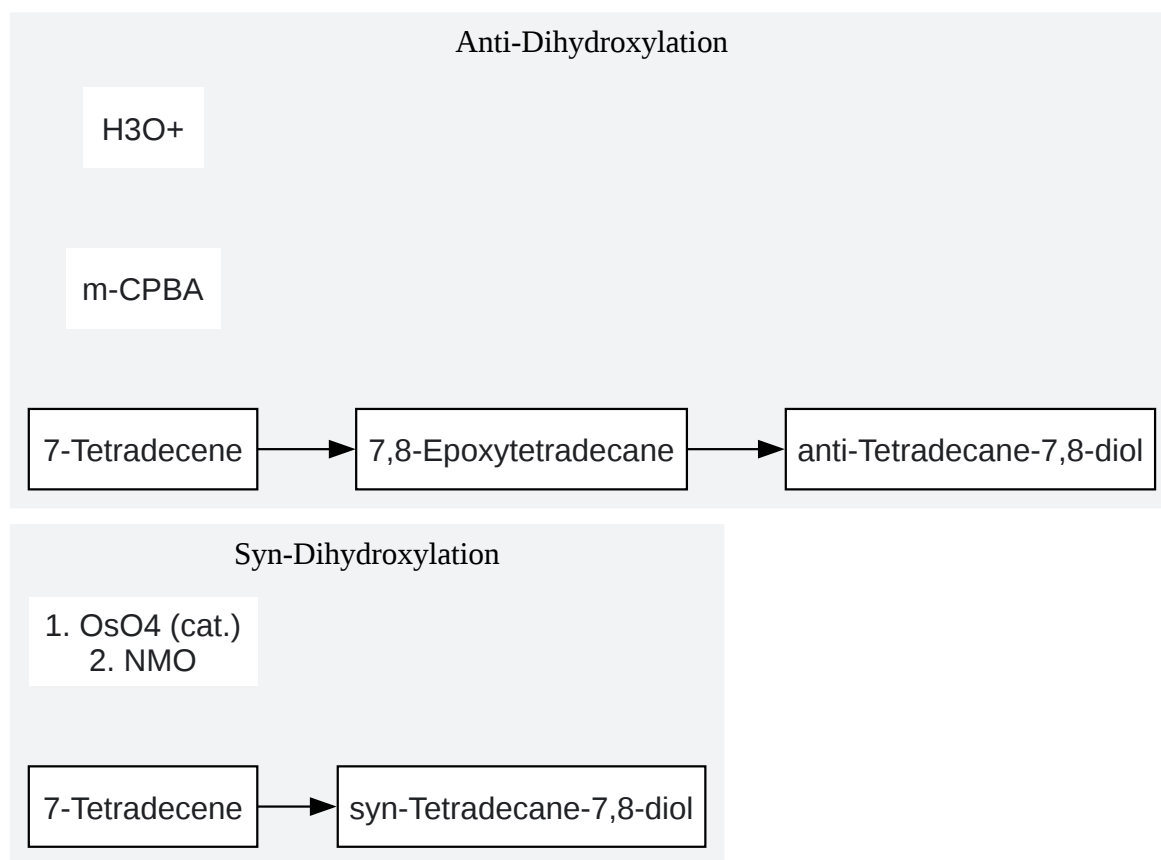 Anti-Dihydroxylation
H3O+
m-CPBA
7-Tetradecene
7,8-Epoxytetradecane
anti-Tetradecane-7,8-diol
Syn-Dihydroxylation
1. OsO4 (cat.)
2. NMO
7-Tetradecene
syn-Tetradecane-7,8-diol